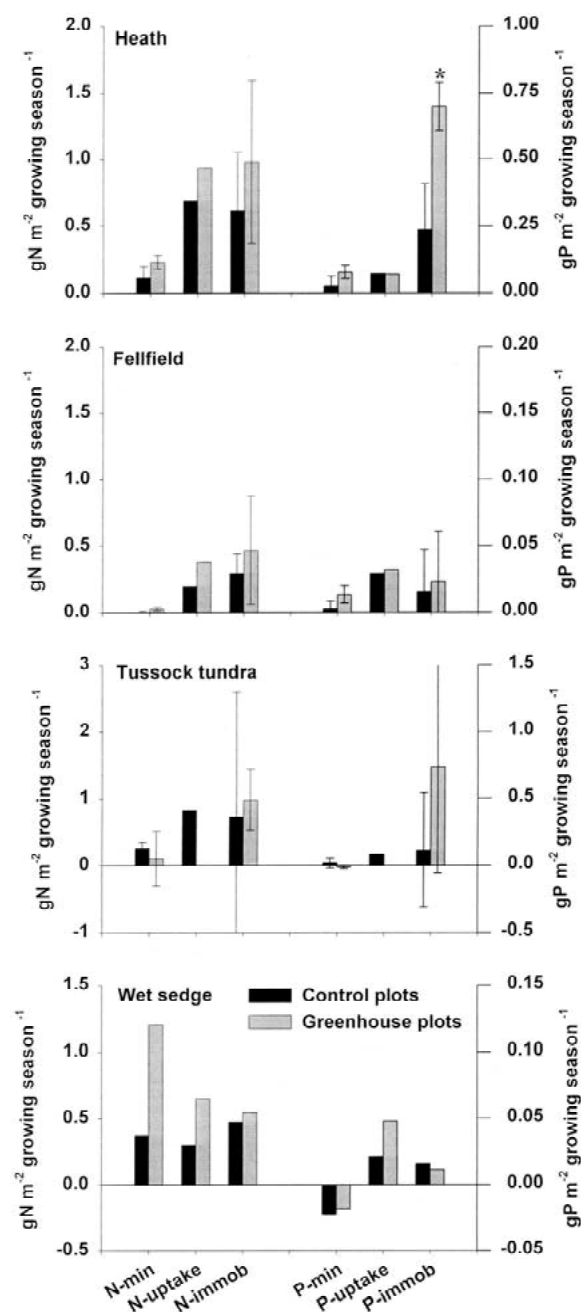 Heath
2.0
1.5
1.0
0.5
0.0
gN m⁻² growing season⁻¹
*
1.00
0.75
0.50
0.25
0.00
gP m⁻² growing season⁻¹
Fellfield
2.0
1.5
1.0
0.5
0.0
gN m⁻² growing season⁻¹
0.20
0.15
0.10
0.05
0.00
gP m⁻² growing season⁻¹
Tussock tundra
3
2
1
0
-1
gN m⁻² growing season⁻¹
1.5
1.0
0.5
0.0
-0.5
gP m⁻² growing season⁻¹
Wet sedge
Control plots
Greenhouse plots
1.5
1.0
0.5
0.0
-0.5
gN m⁻² growing season⁻¹
0.15
0.10
0.05
0.00
-0.05
gP m⁻² growing season⁻¹
N-min
N-uptake
N-immob
P-min
P-uptake
P-immob